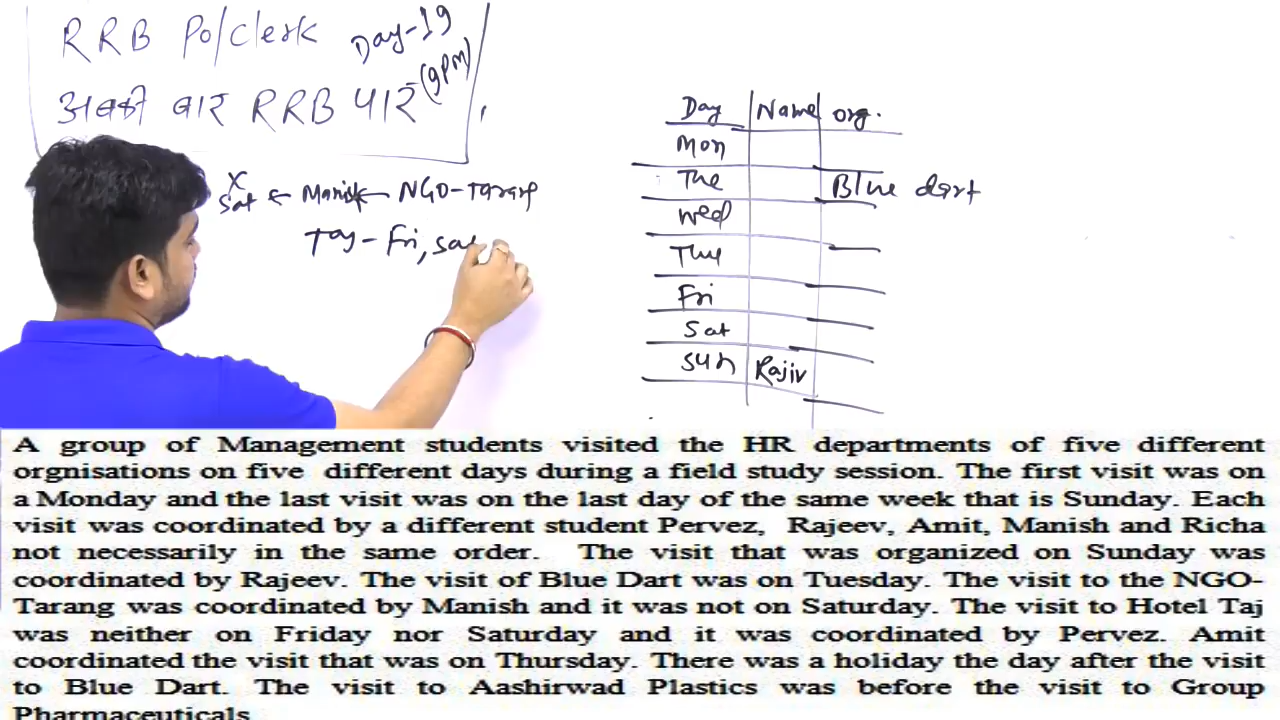 RRB Po/Clerk Day-19
अबकी बार RRB पार (9PM)
Day Name org.
Mon
The Blue dart
Wed
Thu
Fri
Sat
Sun Rajiv
X
Sat ← Manish ← NGO-Tarang
Taj - Fri, Sat
A group of Management students visited the HR departments of five different
orgnisations on five different days during a field study session. The first visit was on
a Monday and the last visit was on the last day of the same week that is Sunday. Each
visit was coordinated by a different student Pervez, Rajeev, Amit, Manish and Richa
not necessarily in the same order. The visit that was organized on Sunday was
coordinated by Rajeev. The visit of Blue Dart was on Tuesday. The visit to the NGO-
Tarang was coordinated by Manish and it was not on Saturday. The visit to Hotel Taj
was neither on Friday nor Saturday and it was coordinated by Pervez. Amit
coordinated the visit that was on Thursday. There was a holiday the day after the visit
to Blue Dart. The visit to Aashirwad Plastics was before the visit to Group
Pharmaceuticals